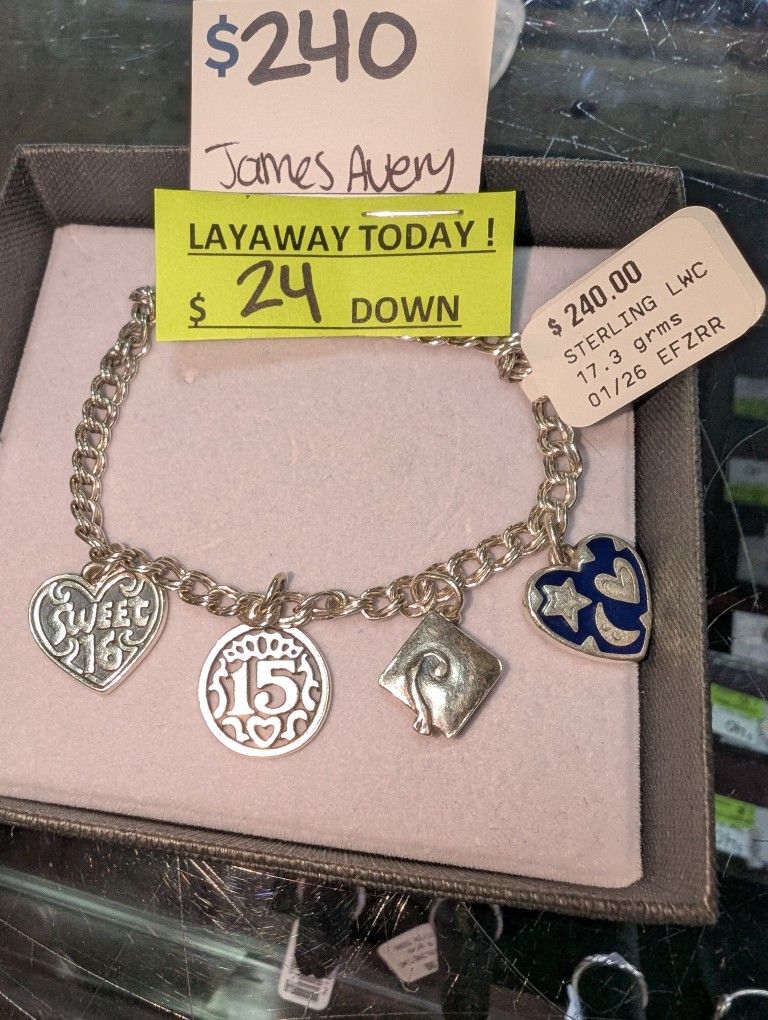 $240
James Avery
LAYAWAY TODAY !
$ 24 DOWN
$ 240.00
STERLING LWC
17.3 grms
01/26 EFZRR
SWEET
16
15